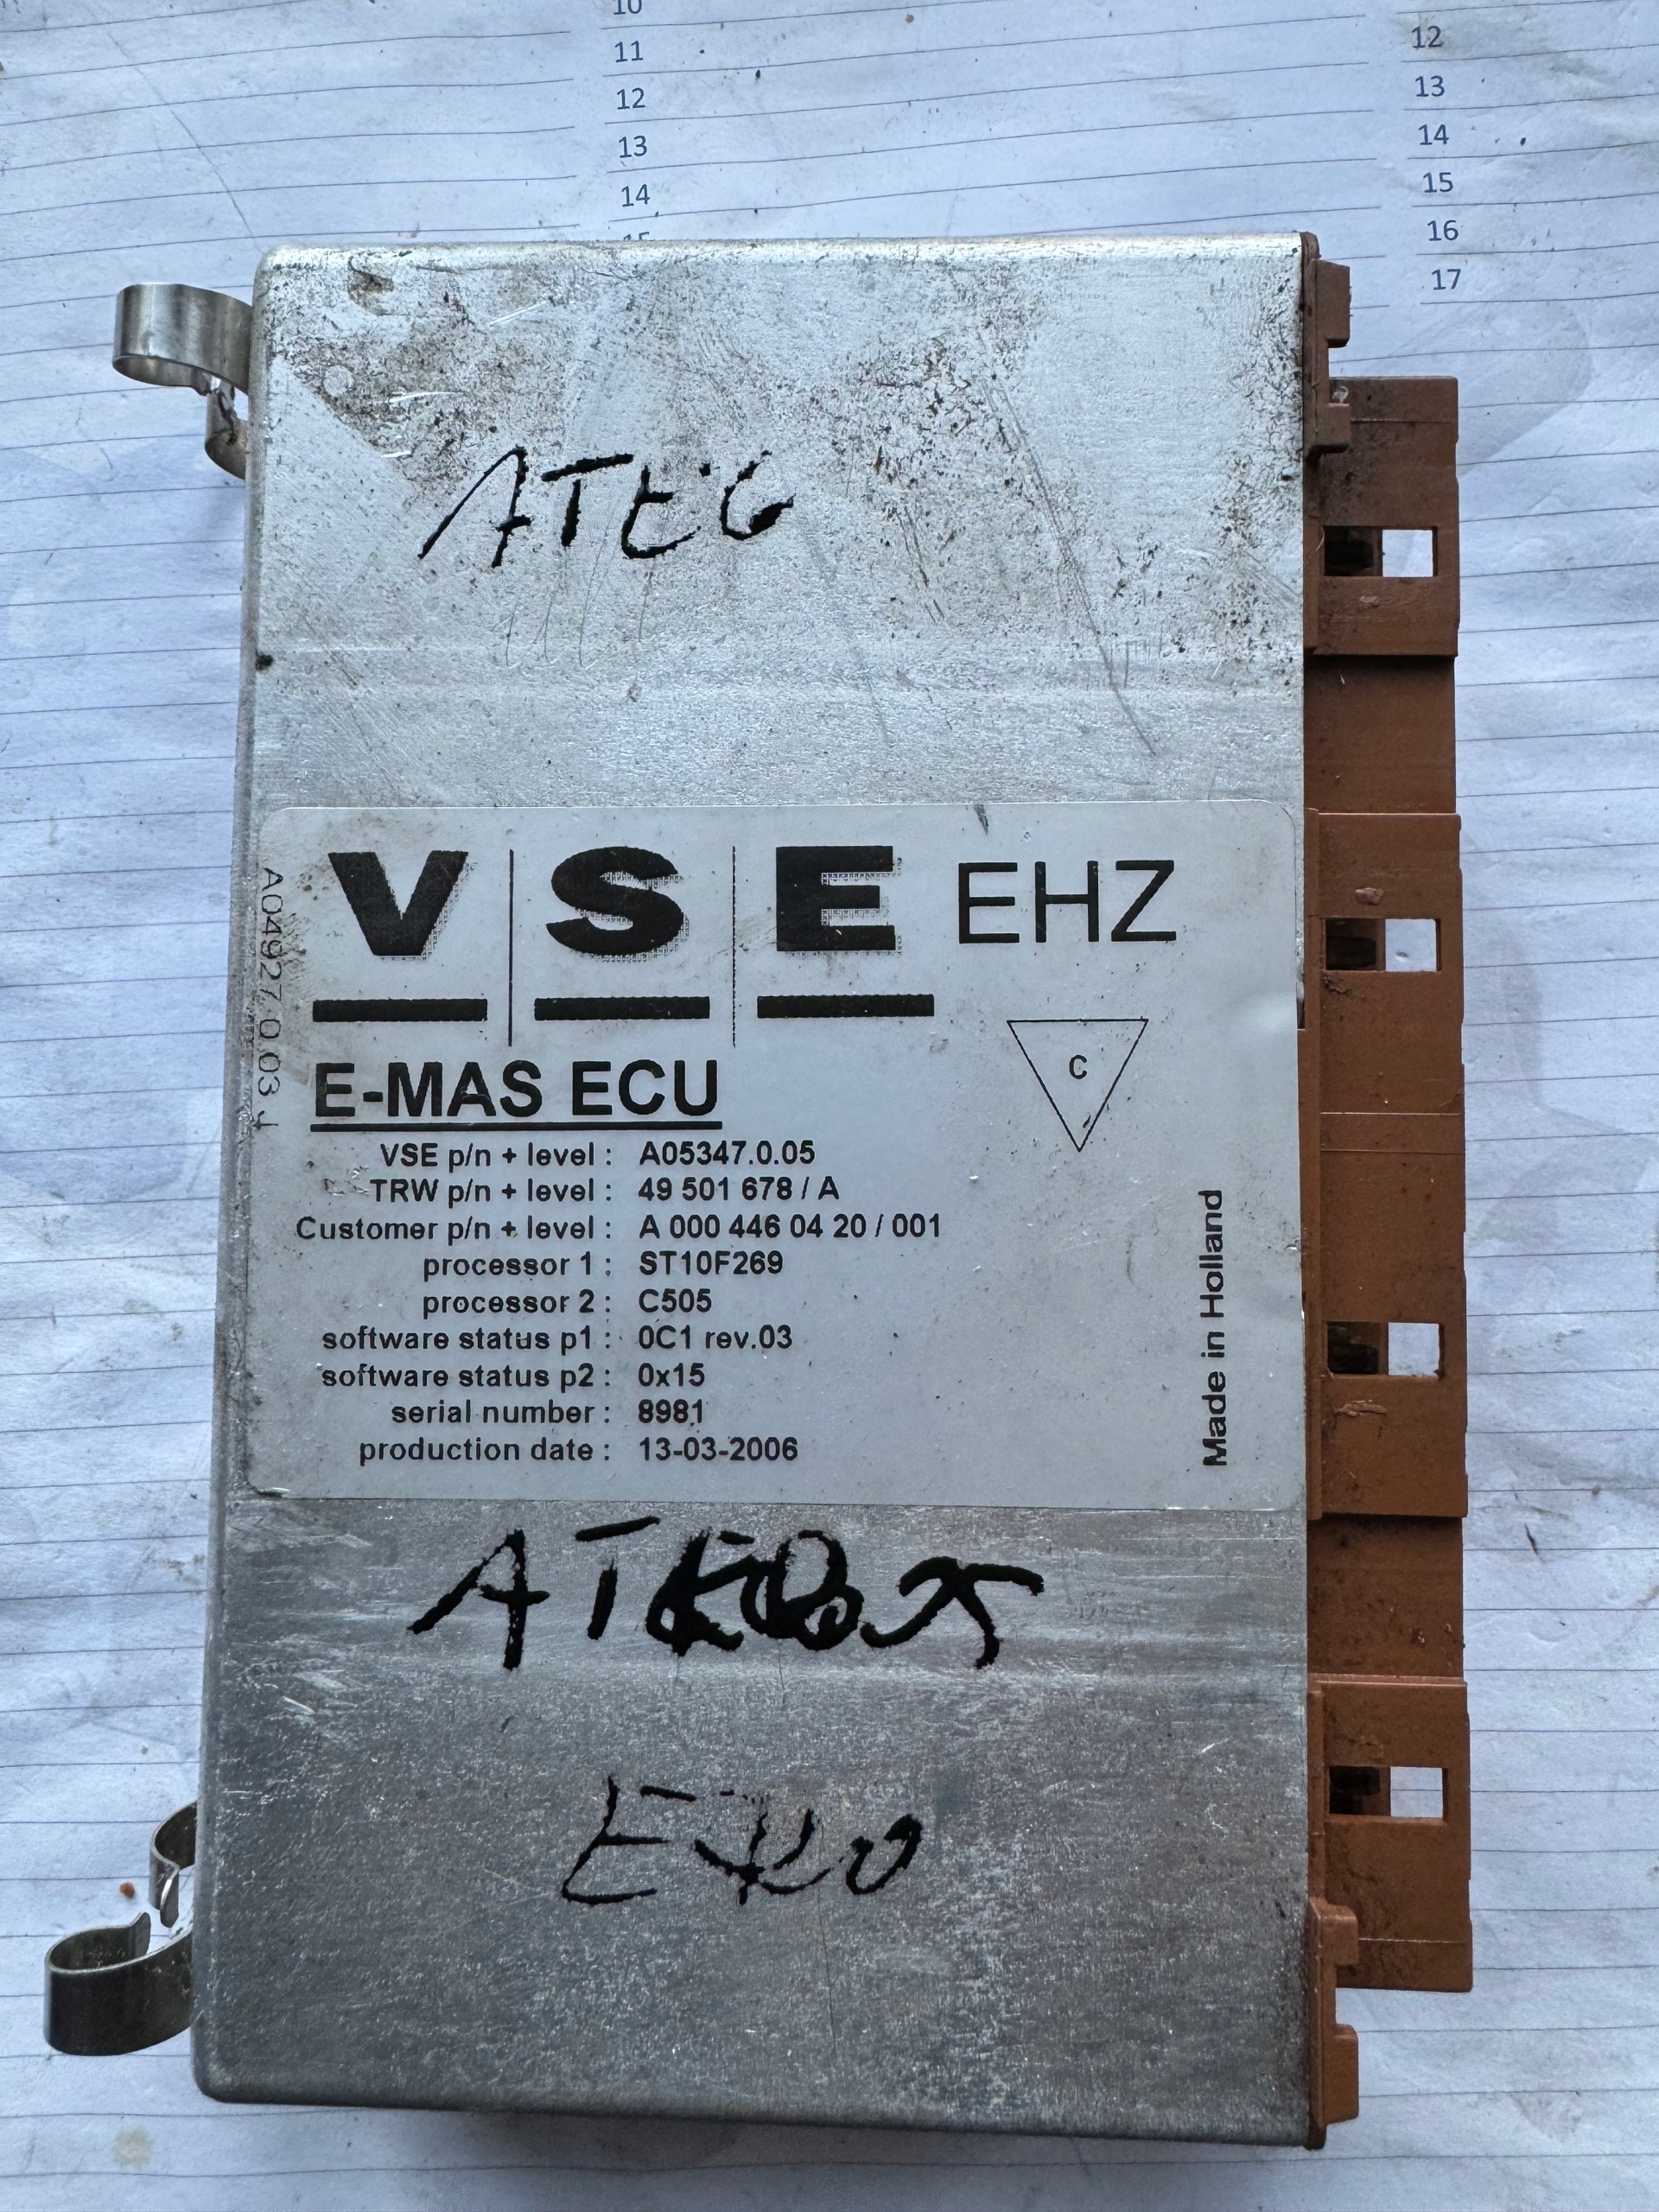 10
11
12
13
14
12
13
14
15
16
17
ATEG
VSE EHZ
A04927.0.03
C
E-MAS ECU
VSE p/n + level : A05347.0.05
TRW p/n + level : 49 501 678 / A
Customer p/n + level : A 000 446 04 20 / 001
processor 1 : ST10F269
processor 2 : C505
software status p1 : 0C1 rev.03
software status p2 : 0x15
serial number : 8981
production date : 13-03-2006
Made in Holland